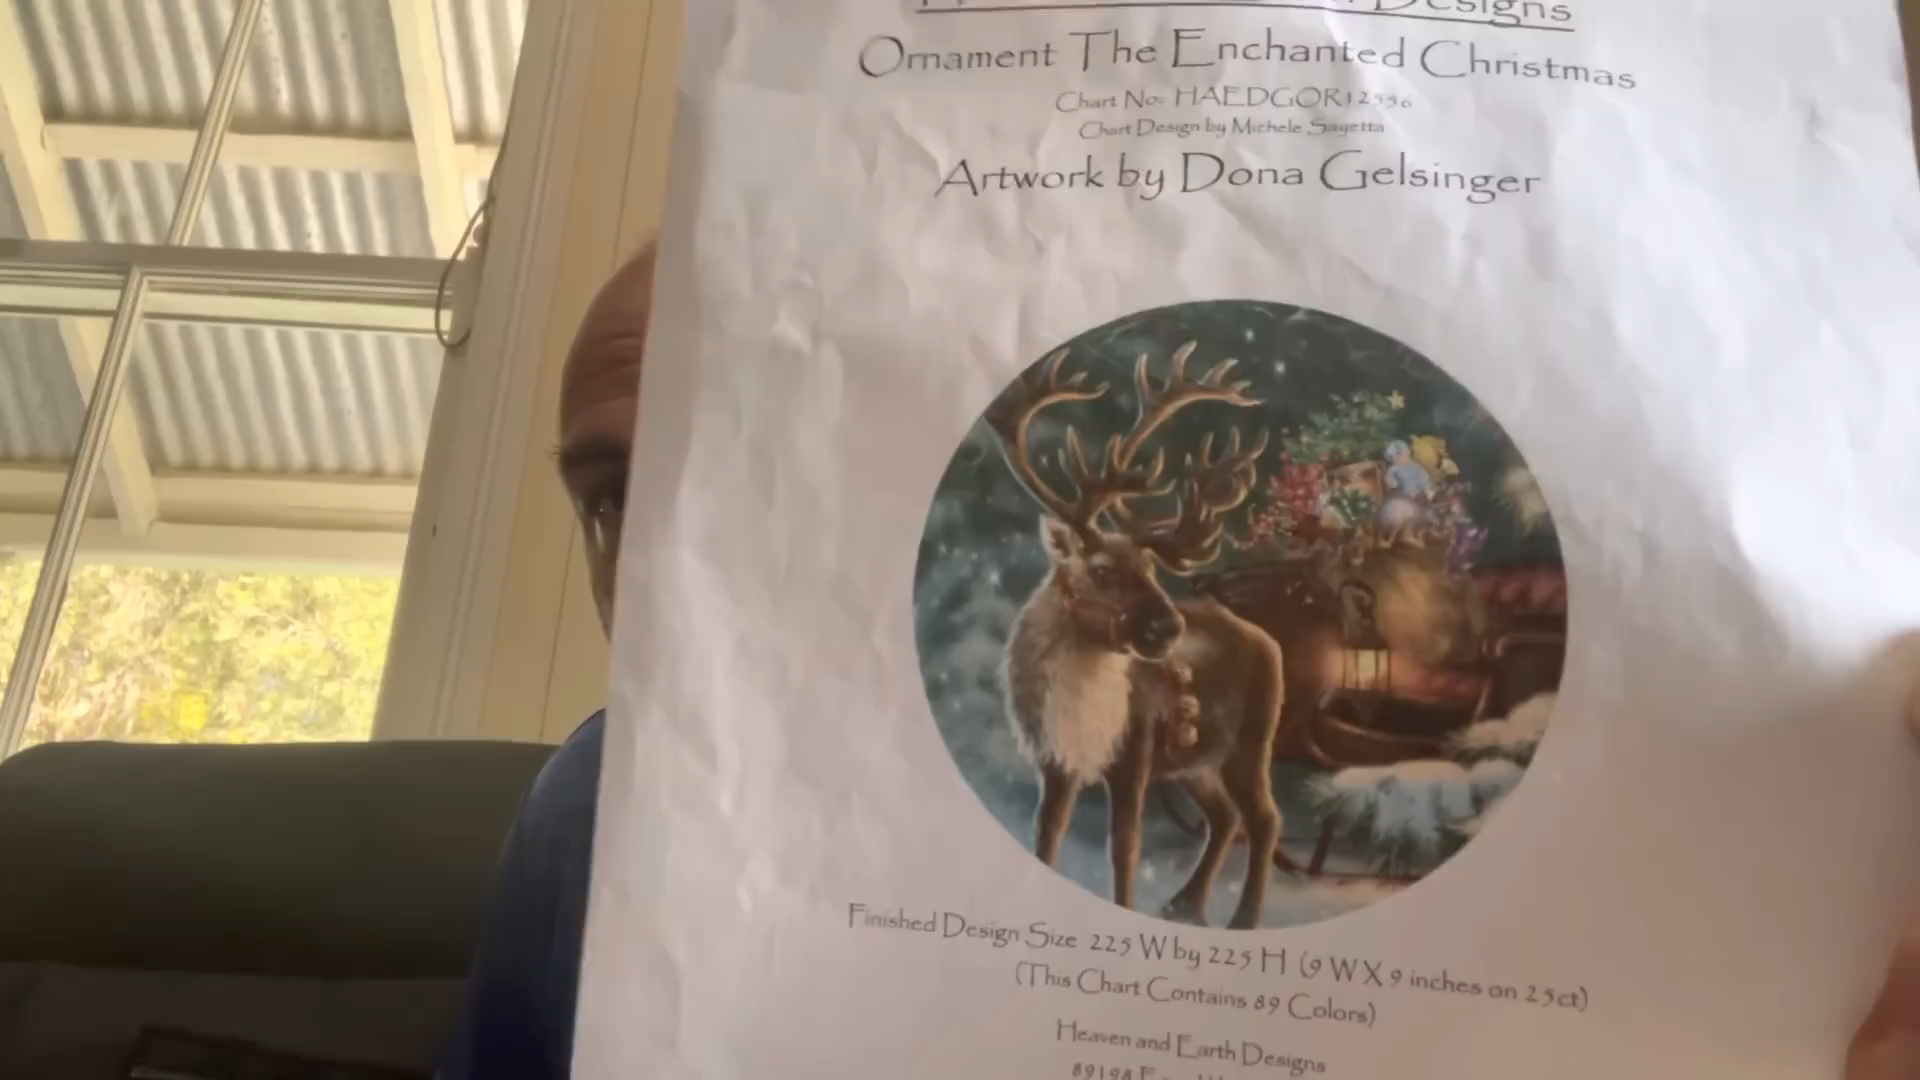 Designs
Ornament The Enchanted Christmas
Chart No: HAEDGOR12556
Chart Design by Michele Sayetta
Artwork by Dona Gelsinger
Finished Design Size 225 W by 225 H (9 W X 9 inches on 25ct)
(This Chart Contains 89 Colors)
Heaven and Earth Designs
89198